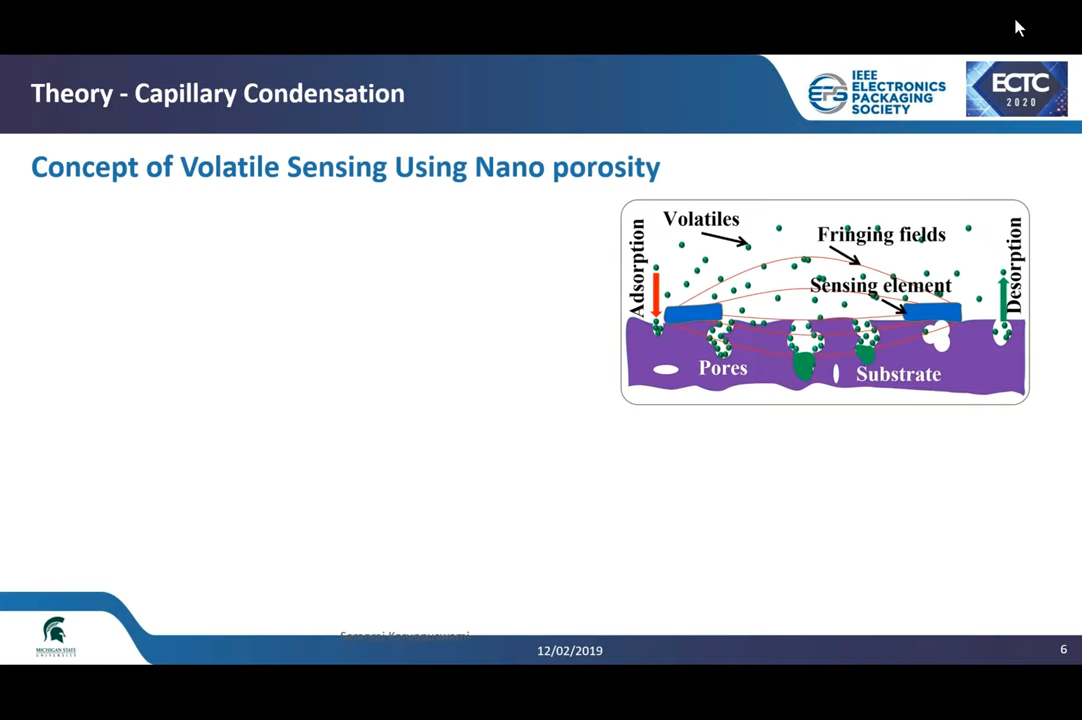 Theory - Capillary Condensation
IEEE
ELECTRONICS
PACKAGING
SOCIETY
EPS
ECTC
2020
Concept of Volatile Sensing Using Nano porosity
Volatiles
Fringing fields
Adsorption
Desorption
Sensing element
Pores
Substrate
MICHIGAN STATE
UNIVERSITY
12/02/2019
6